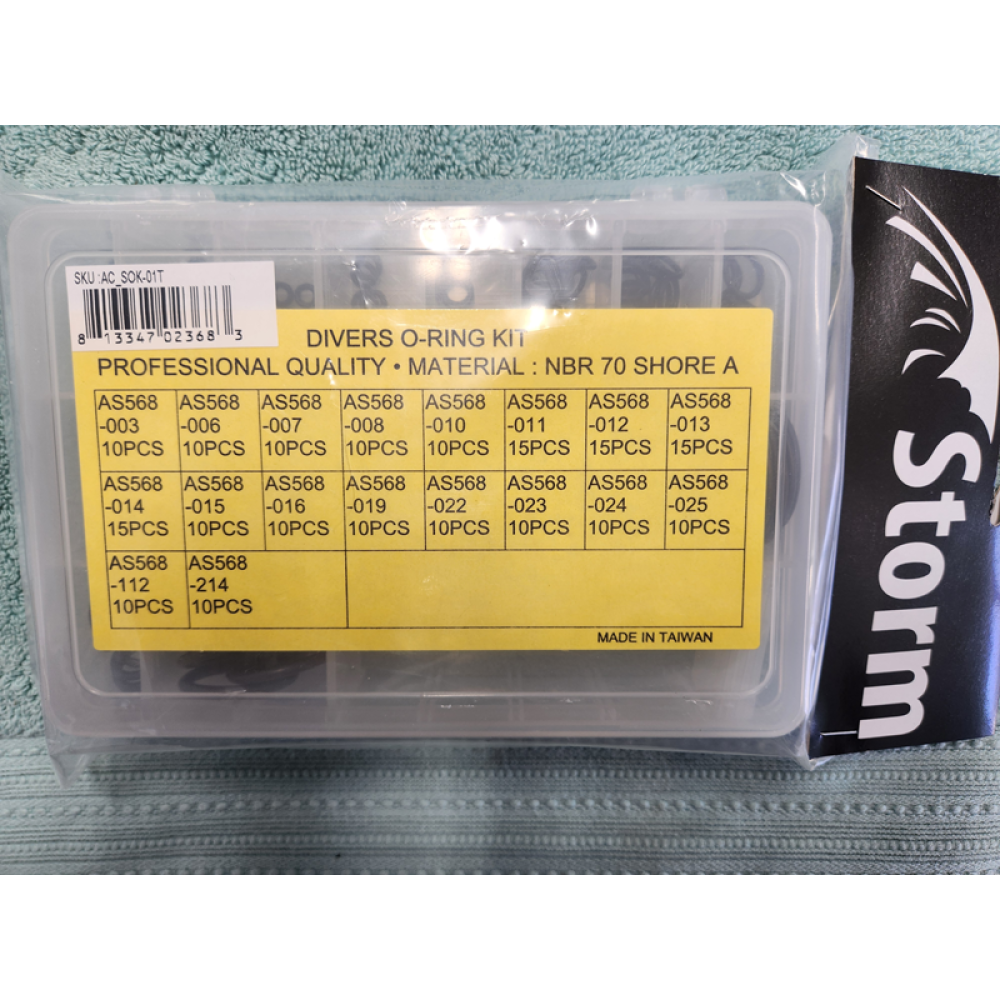 SKU :AC_SOK-01T
8 13347 02368 3
DIVERS O-RING KIT
PROFESSIONAL QUALITY • MATERIAL : NBR 70 SHORE A
AS568 AS568 AS568 AS568 AS568 AS568 AS568 AS568
-003 -006 -007 -008 -010 -011 -012 -013
10PCS 10PCS 10PCS 10PCS 10PCS 15PCS 15PCS 15PCS
AS568 AS568 AS568 AS568 AS568 AS568 AS568 AS568
-014 -015 -016 -019 -022 -023 -024 -025
15PCS 10PCS 10PCS 10PCS 10PCS 10PCS 10PCS 10PCS
AS568 AS568
-112 -214
10PCS 10PCS
MADE IN TAIWAN
Storm